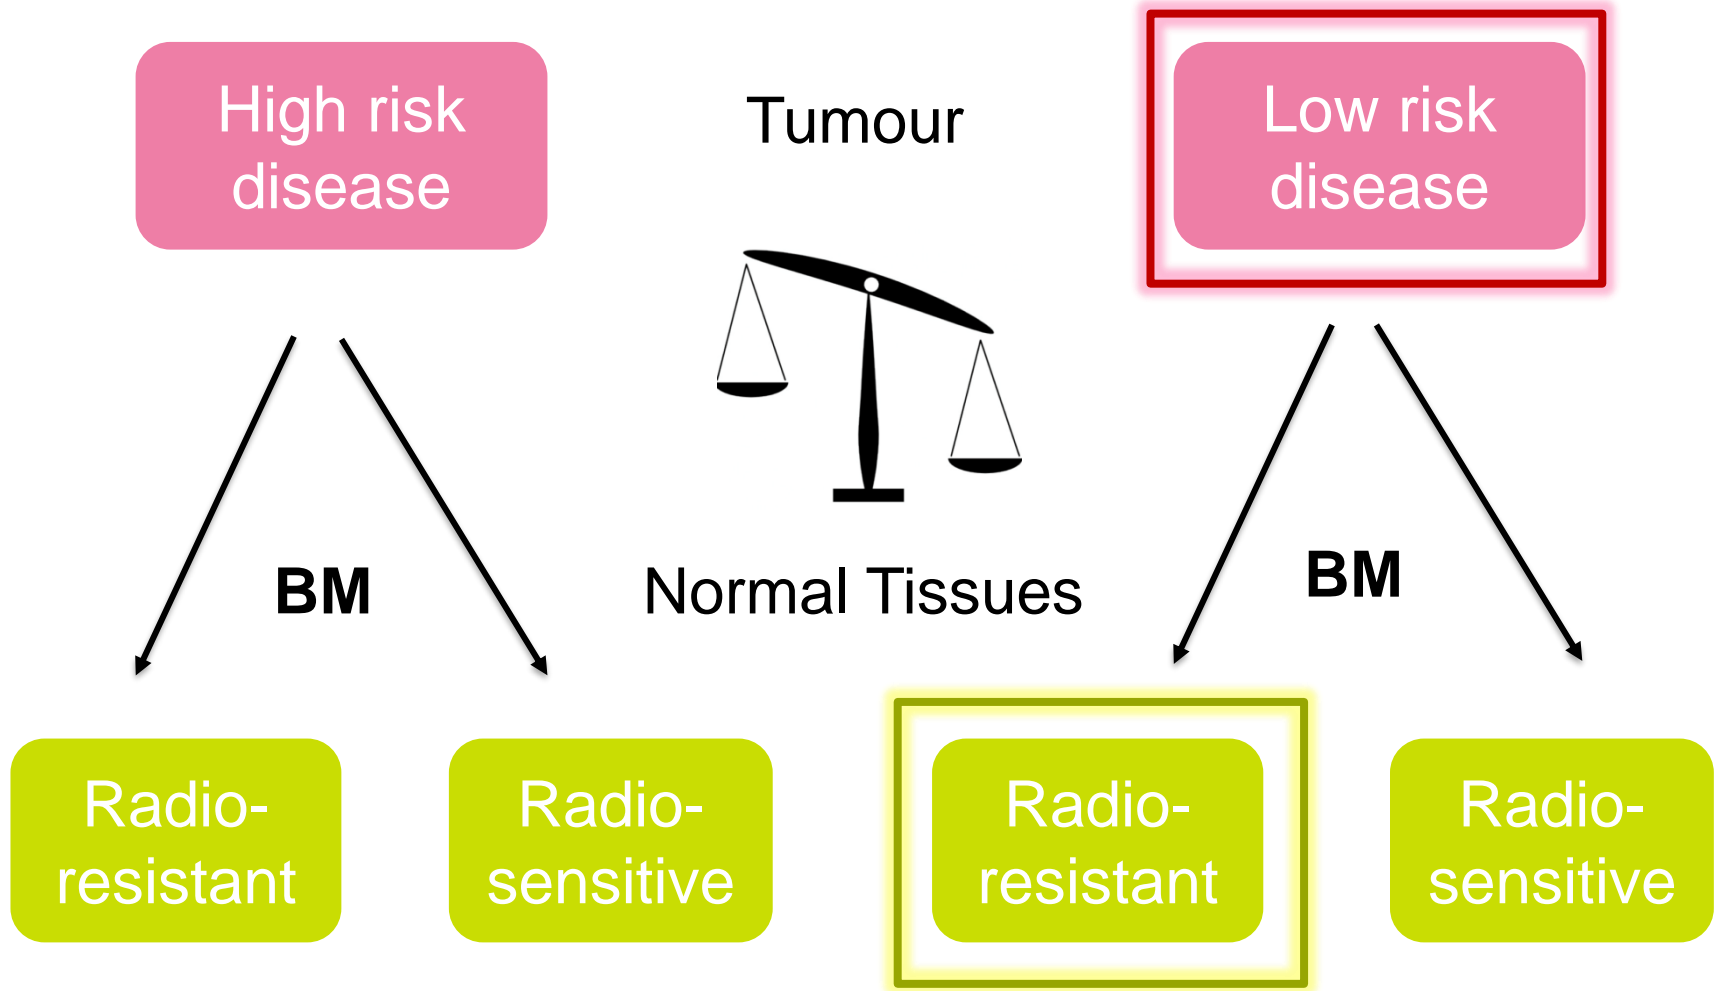 High risk
disease
Tumour
Low risk
disease
BM
Normal Tissues
BM
Radio-
resistant
Radio-
sensitive
Radio-
resistant
Radio-
sensitive